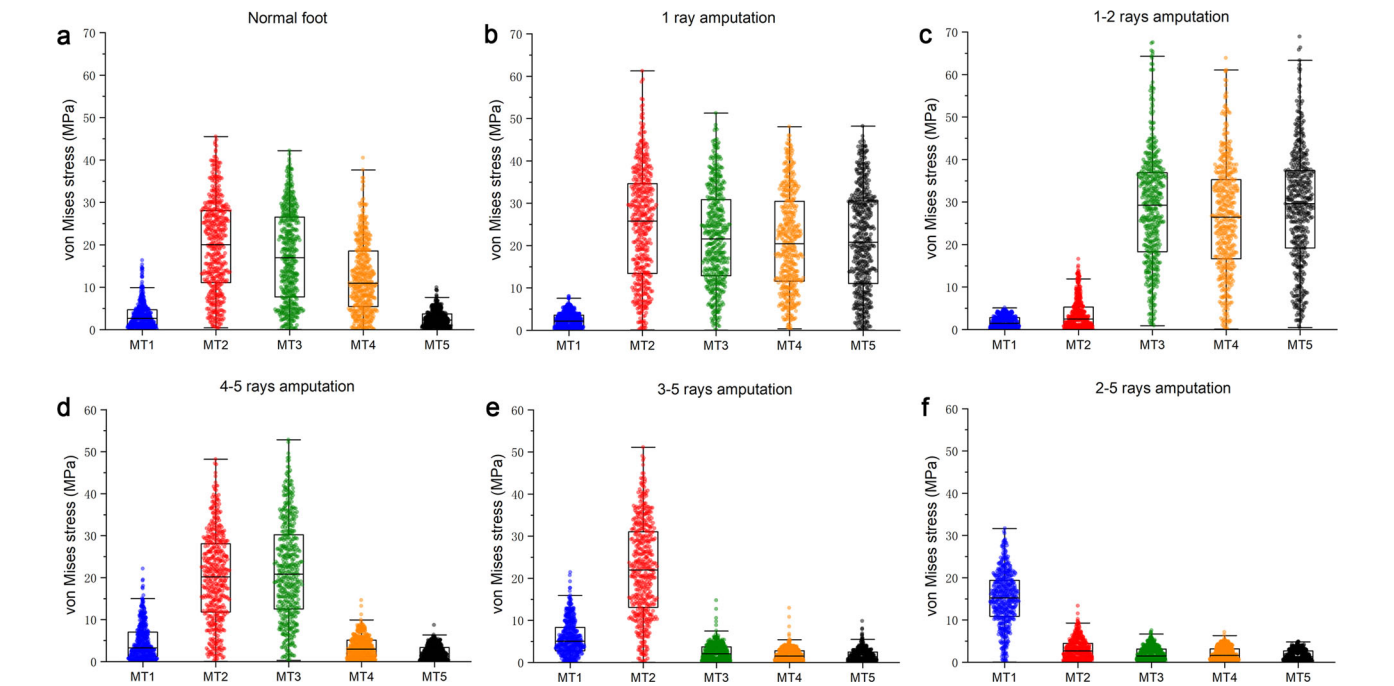 Normal foot
a
von Mises stress (MPa)
70
60
50
40
30
20
10
0
MT1 MT2 MT3 MT4 MT5
1 ray amputation
b
von Mises stress (MPa)
70
60
50
40
30
20
10
0
MT1 MT2 MT3 MT4 MT5
1-2 rays amputation
c
von Mises stress (MPa)
70
60
50
40
30
20
10
0
MT1 MT2 MT3 MT4 MT5
4-5 rays amputation
d
von Mises stress (MPa)
60
50
40
30
20
10
0
MT1 MT2 MT3 MT4 MT5
3-5 rays amputation
e
von Mises stress (MPa)
60
50
40
30
20
10
0
MT1 MT2 MT3 MT4 MT5
2-5 rays amputation
f
von Mises stress (MPa)
60
50
40
30
20
10
0
MT1 MT2 MT3 MT4 MT5